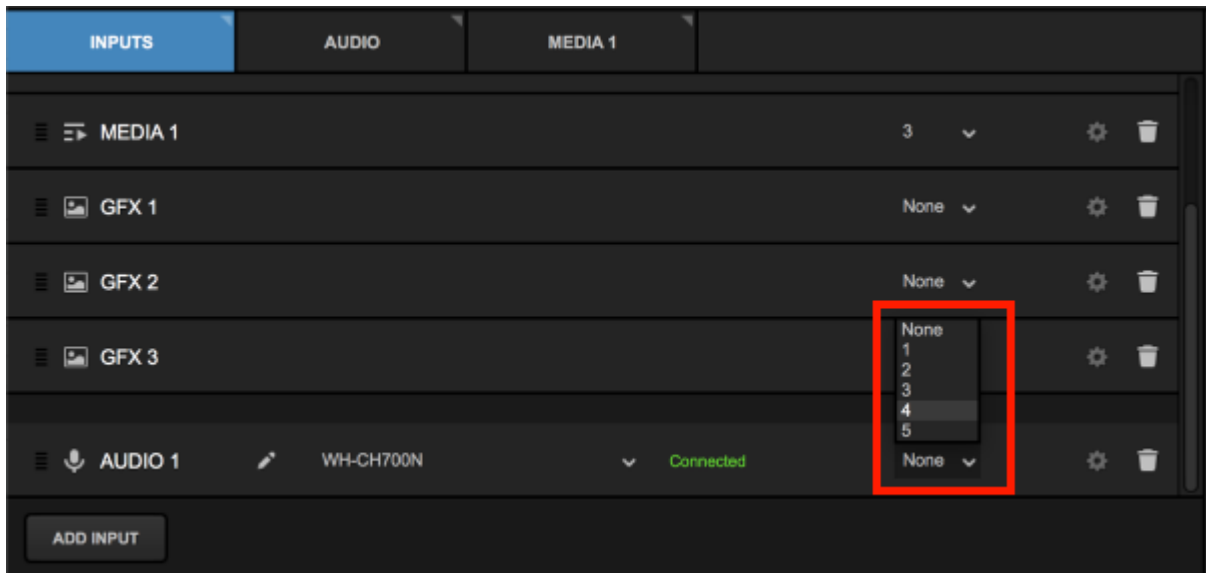 INPUTS AUDIO MEDIA 1
MEDIA 1 3
GFX 1 None
GFX 2 None
GFX 3
None
1
2
3
4
5
AUDIO 1 WH-CH700N Connected None
ADD INPUT